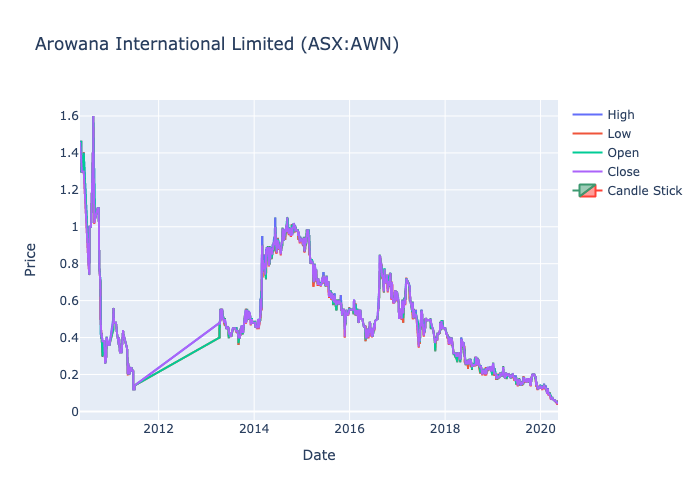 Arowana International Limited (ASX:AWN)
Price
1.6
1.4
1.2
1
0.8
0.6
0.4
0.2
0
2012 2014 2016 2018 2020
Date
High
Low
Open
Close
Candle Stick